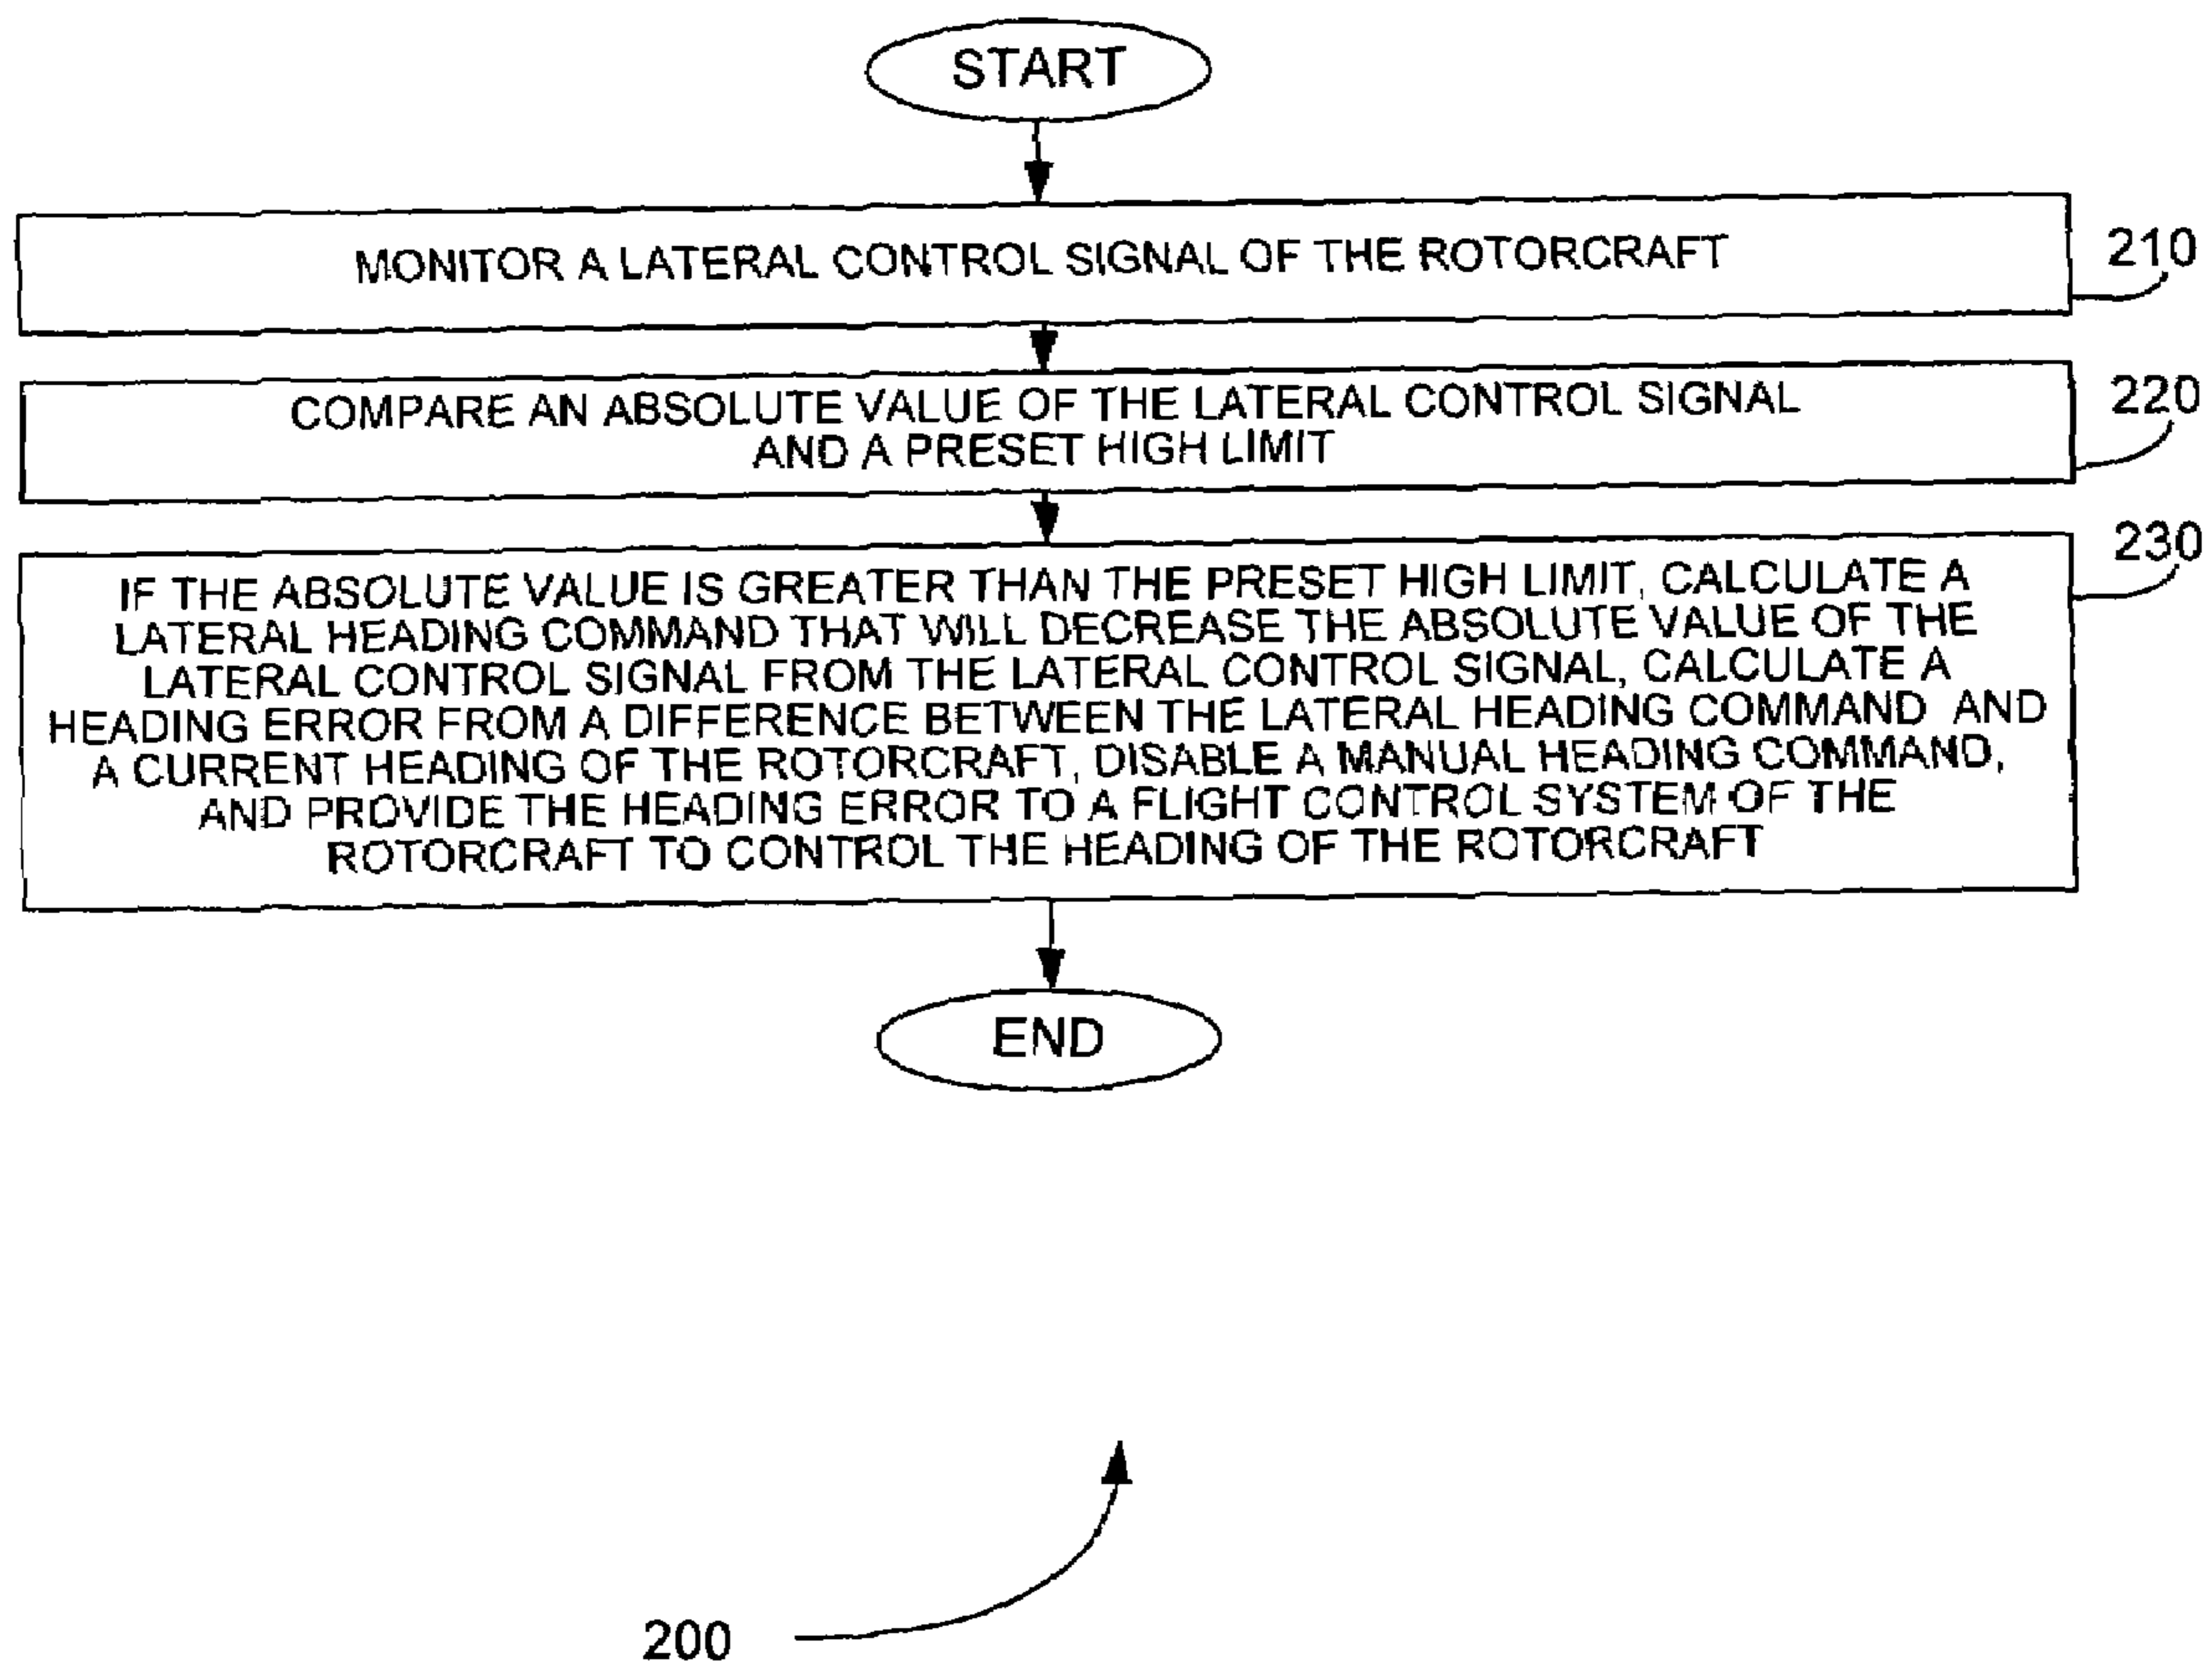 START
MONITOR A LATERAL CONTROL SIGNAL OF THE ROTORCRAFT
210
COMPARE AN ABSOLUTE VALUE OF THE LATERAL CONTROL SIGNAL
AND A PRESET HIGH LIMIT
220
IF THE ABSOLUTE VALUE IS GREATER THAN THE PRESET HIGH LIMIT, CALCULATE A
LATERAL HEADING COMMAND THAT WILL DECREASE THE ABSOLUTE VALUE OF THE
LATERAL CONTROL SIGNAL FROM THE LATERAL CONTROL SIGNAL, CALCULATE A
HEADING ERROR FROM A DIFFERENCE BETWEEN THE LATERAL HEADING COMMAND AND
A CURRENT HEADING OF THE ROTORCRAFT, DISABLE A MANUAL HEADING COMMAND,
AND PROVIDE THE HEADING ERROR TO A FLIGHT CONTROL SYSTEM OF THE
ROTORCRAFT TO CONTROL THE HEADING OF THE ROTORCRAFT
230
END
200